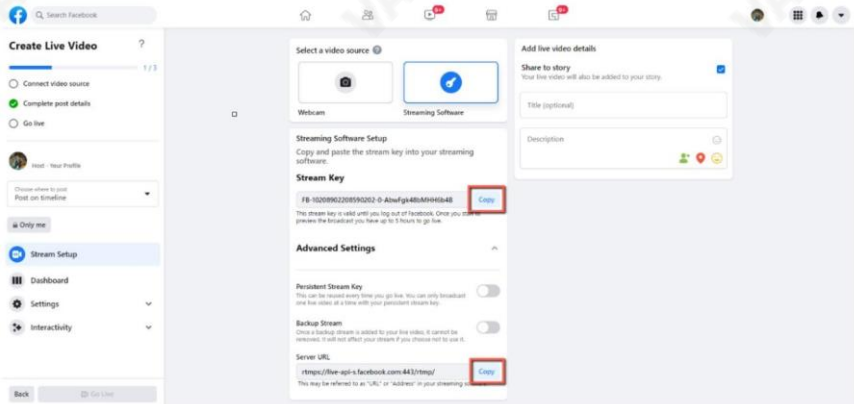 Search Facebook
9+
9+
Create Live Video
?
1 / 3
Connect video source
Complete post details
Go live
Host · Your Profile
Choose where to post
Post on timeline
Only me
Stream Setup
Dashboard
Settings
Interactivity
Back
Go Live
Select a video source
Webcam
Streaming Software
Streaming Software Setup
Copy and paste the stream key into your streaming
software.
Stream Key
Copy
This stream key is valid until you log out of Facebook. Once you start to
preview the broadcast you have up to 5 hours to go live.
Advanced Settings
Persistent Stream Key
This can be reused every time you go live. You can only broadcast
one live video at a time with your persistent stream key.
Backup Stream
Once a backup stream is added to your live video, it cannot be
removed. It will not affect your stream if you choose not to use it.
Server URL
rtmps://live-api-s.facebook.com:443/rtmp/
Copy
This may be referred to as "URL" or "Address" in your streaming
Add live video details
Share to story
Your live video will also be added to your story.
Title (optional)
Description